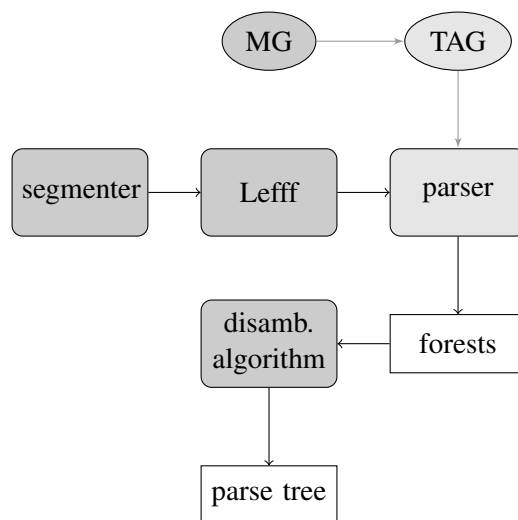 MG
TAG
segmenter
Lefff
parser
disamb.
algorithm
forests
parse tree